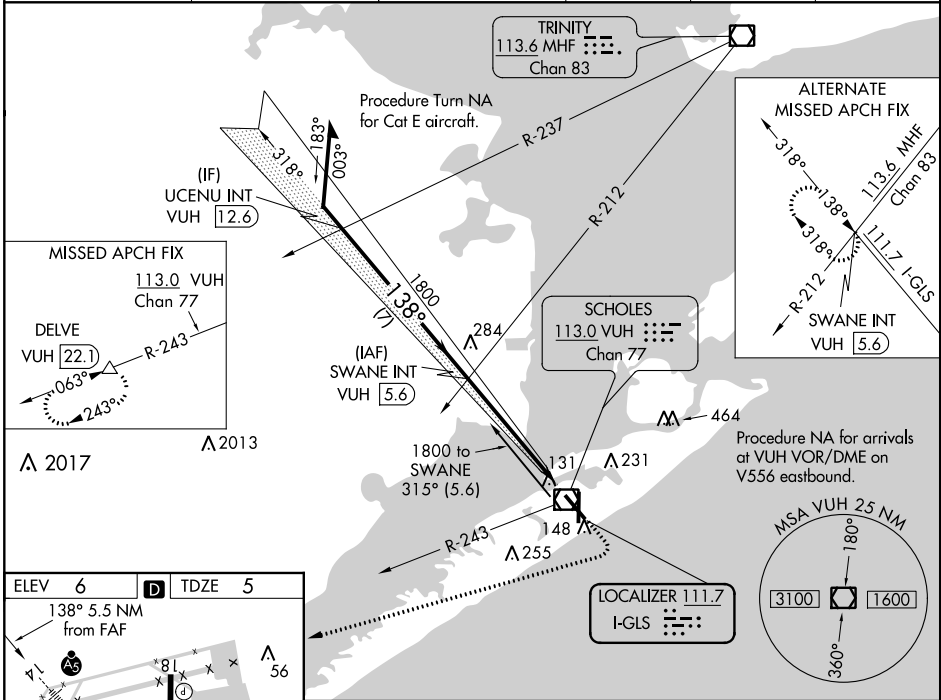 TRINITY
113.6 MHF
Chan 83
Procedure Turn NA
for Cat E aircraft.
ALTERNATE
MISSED APCH FIX
318°
138°
318°
113.6 MHF
Chan 83
111.7 I-GLS
R-212
SWANE INT
VUH 5.6
R-237
R-212
183°
003°
318°
(IF)
UCENU INT
VUH 12.6
1800
138°
(7)
284
MISSED APCH FIX
113.0 VUH
Chan 77
DELVE
VUH 22.1
R-243
063°
243°
(IAF)
SWANE INT
VUH 5.6
SCHOLES
113.0 VUH
Chan 77
464
2013
2017
1800 to
SWANE
315° (5.6)
131
231
Procedure NA for arrivals
at VUH VOR/DME on
V556 eastbound.
R-243
148
255
MSA VUH 25 NM
180°
3100
1600
360°
LOCALIZER 111.7
I-GLS
ELEV 6
D
TDZE 5
138° 5.5 NM
from FAF
14
A5
18
P
56